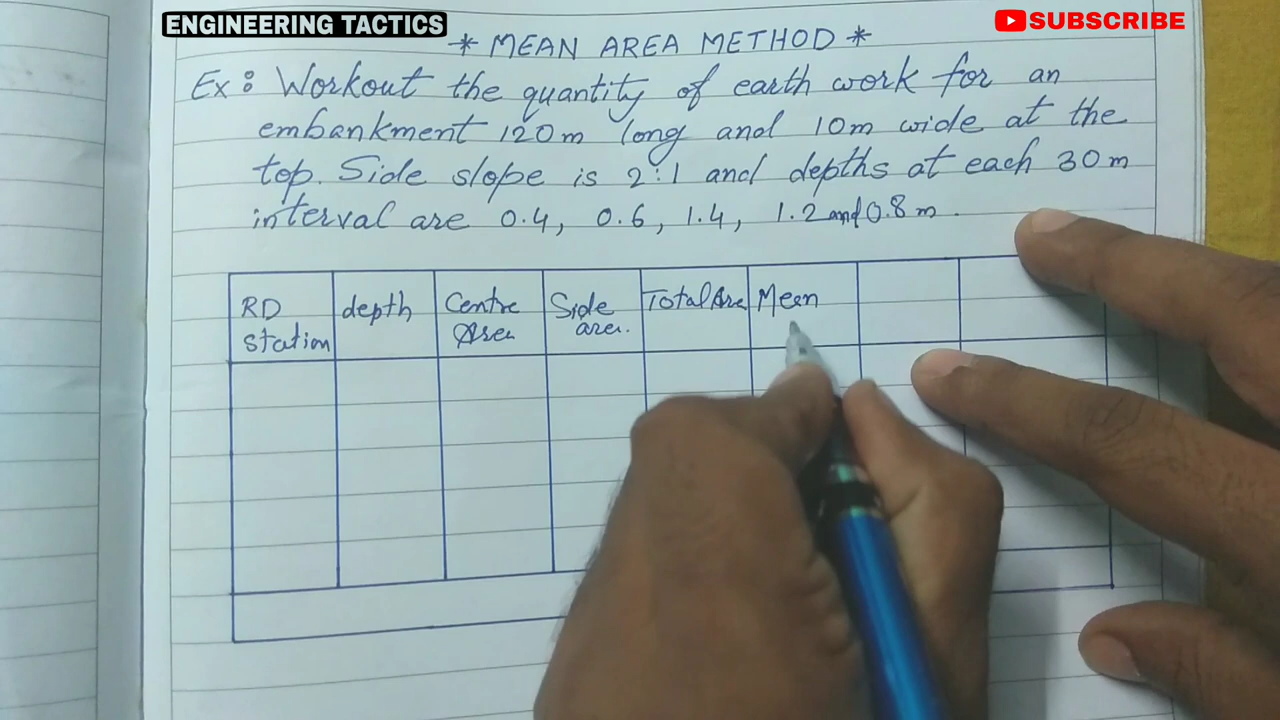 ENGINEERING TACTICS
SUBSCRIBE
* MEAN AREA METHOD *
Ex: Workout the quantity of earth work for an
embankment 120m long and 10m wide at the
top. Side slope is 2:1 and depths at each 30m
interval are 0.4, 0.6, 1.4, 1.2 and 0.8m.
RD station
depth
Centre Area
Side area.
Total Are
Mean